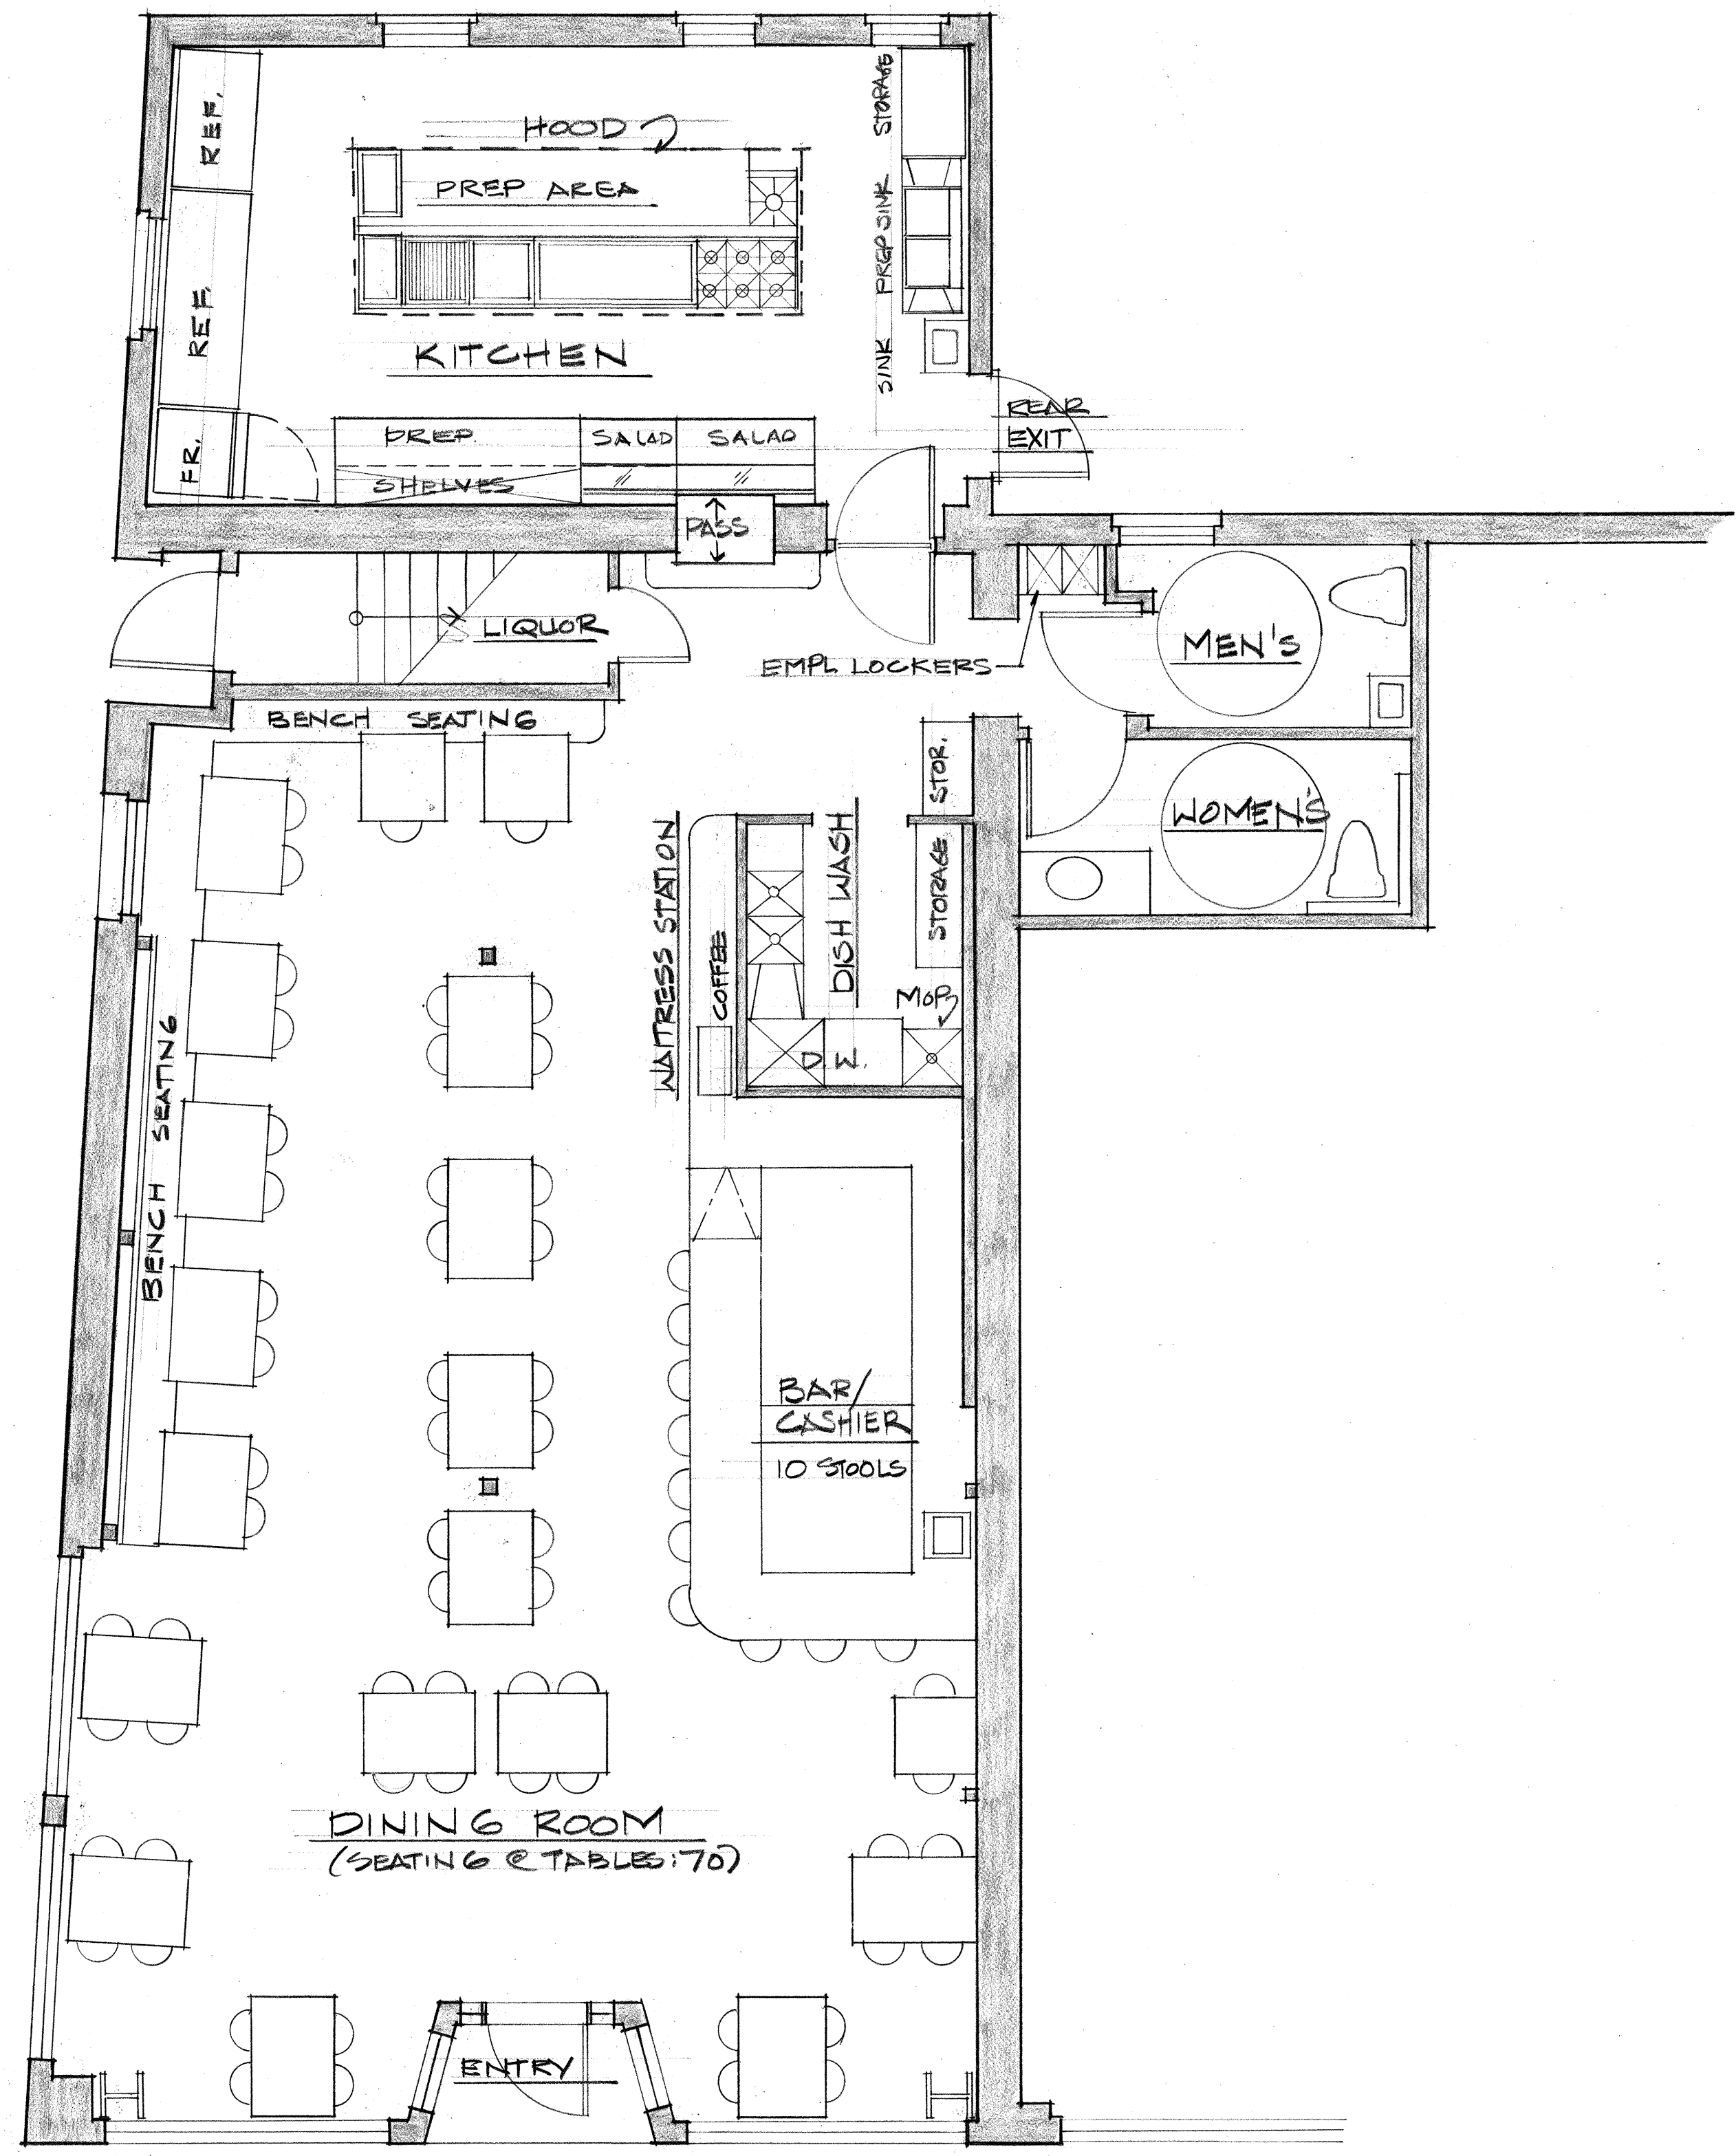 STORAGE
REF.
HOOD
PREP AREA
PREP SINK
REF.
KITCHEN
SINK
REAR
EXIT
PREP
SALAD
SALAD
FR.
SHELVES
PASS
LIQUOR
MEN'S
EMPL LOCKERS
BENCH SEATING
STOR.
WOMEN'S
WAITRESS STATION
DISH WASH
STORAGE
COFFEE
MOP
D.W.
BENCH SEATING
BAR/
CASHIER
10 STOOLS
DINING ROOM
(SEATING @ TABLES: 70)
ENTRY